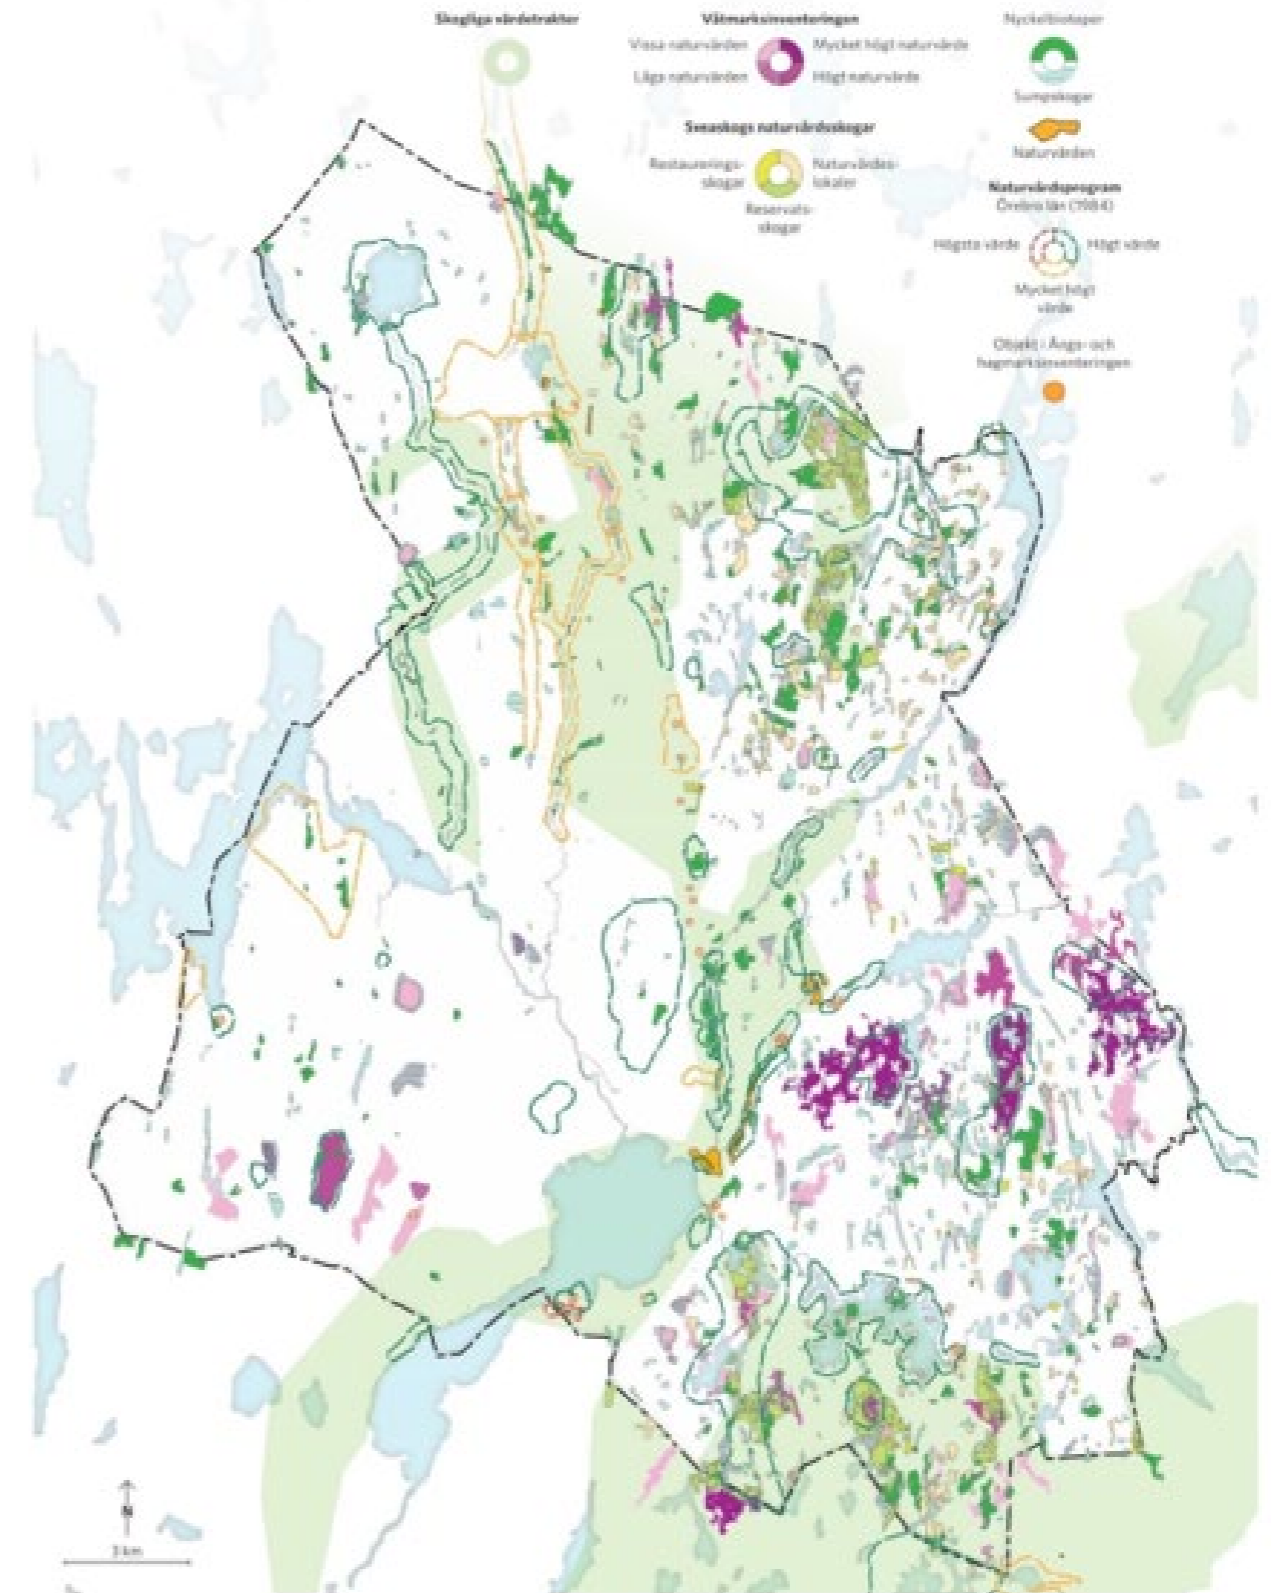 Skogliga värdetrakter
Våtmarksinventeringen
Vissa naturvärden
Mycket högt naturvärde
Låga naturvärden
Högt naturvärde
Sveaskogs naturvårdsskogar
Restaurerings-
skogar
Naturvårdes-
lokaler
Reservats-
skogar
Nyckelbiotoper
Sumpskogar
Naturvärden
Naturvårdsprogram
Örebro län (1984)
Högsta värde
Högt värde
Mycket högt
värde
Objekt i Ängs- och
hagmarksinventeringen
N
3 km